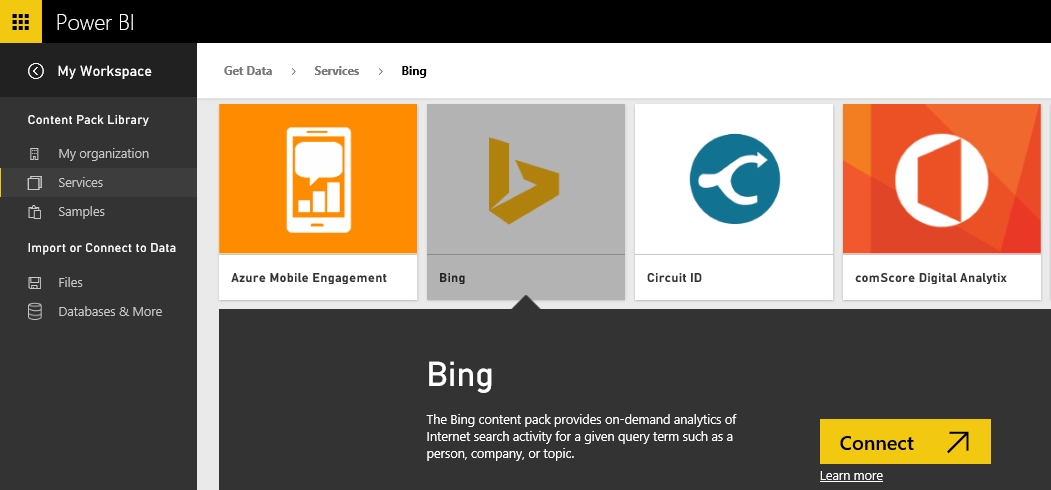 Power BI
My Workspace
Get Data > Services > Bing
Content Pack Library
My organization
Services
Samples
Import or Connect to Data
Files
Databases & More
Azure Mobile Engagement
Bing
Circuit ID
comScore Digital Analytix
Bing
The Bing content pack provides on-demand analytics of
Internet search activity for a given query term such as a
person, company, or topic.
Connect
Learn more